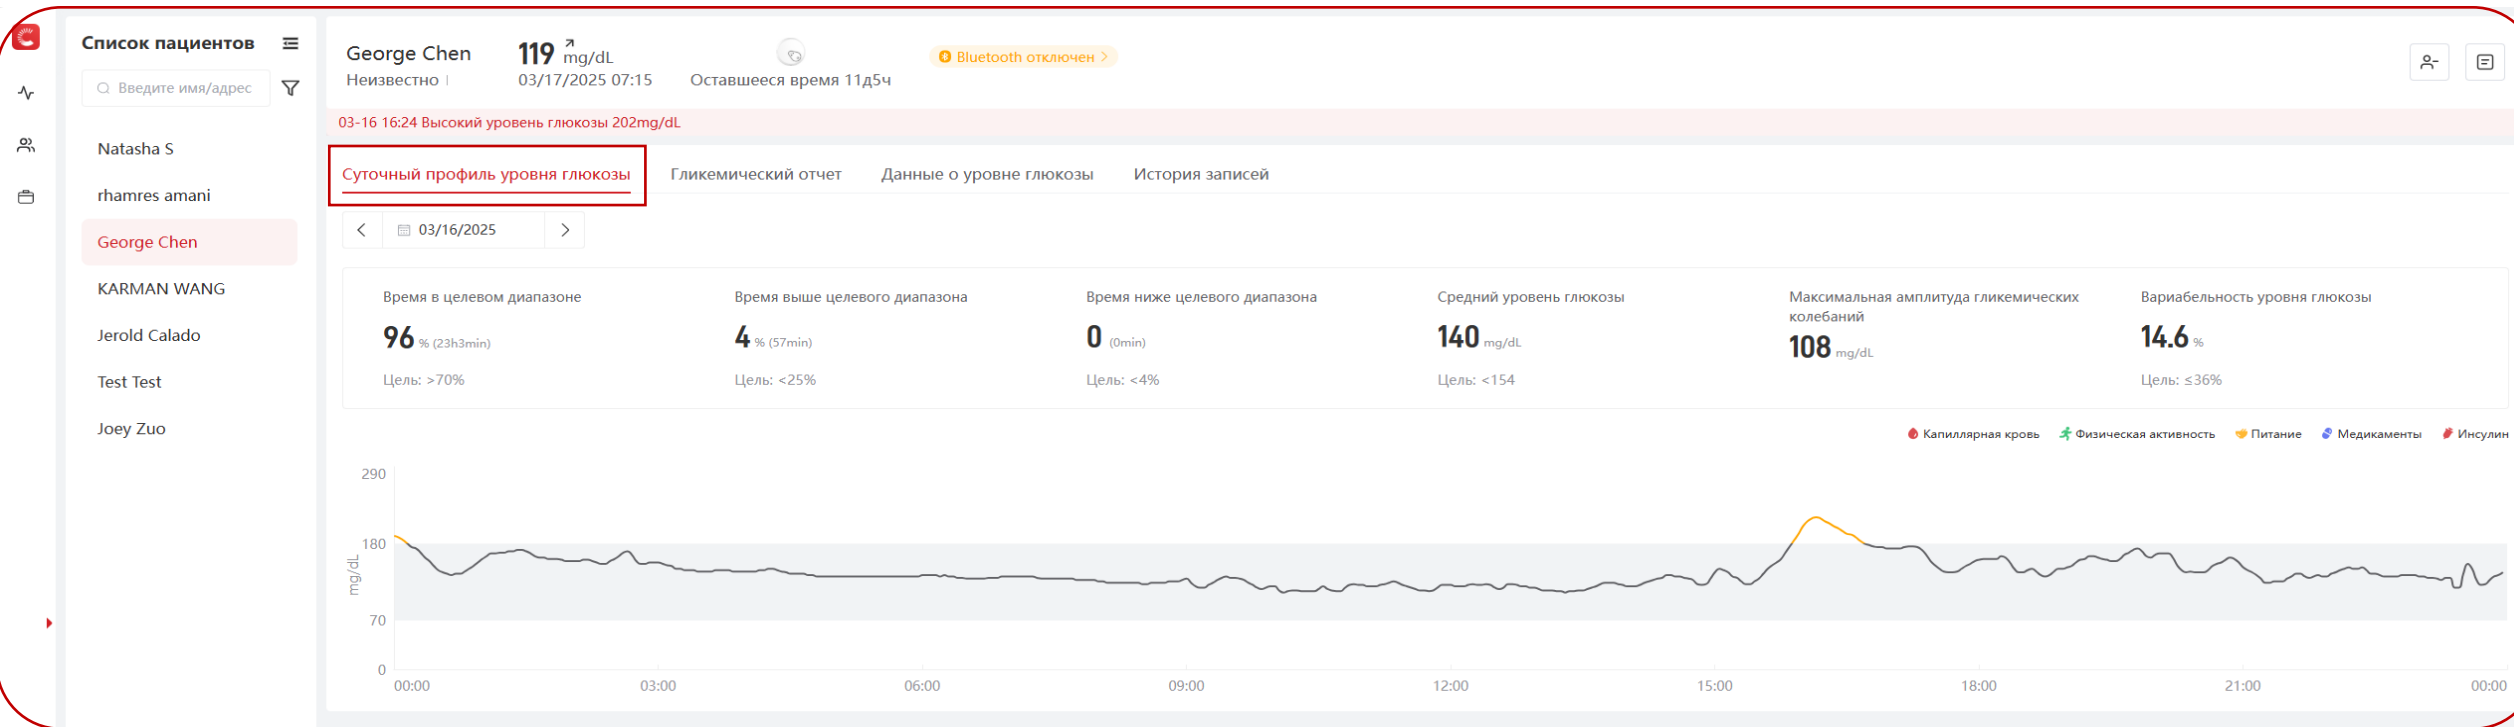 Список пациентов
Введите имя/адрес
Natasha S
rhamres amani
George Chen
KARMAN WANG
Jerold Calado
Test Test
Joey Zuo
George Chen
Неизвестно
119 mg/dL
03/17/2025 07:15
Оставшееся время 11д5ч
Bluetooth отключен >
03-16 16:24 Высокий уровень глюкозы 202mg/dL
Суточный профиль уровня глюкозы
Гликемический отчет
Данные о уровне глюкозы
История записей
03/16/2025
Время в целевом диапазоне
96 % (23h3min)
Цель: >70%
Время выше целевого диапазона
4 % (57min)
Цель: <25%
Время ниже целевого диапазона
0 (0min)
Цель: <4%
Средний уровень глюкозы
140 mg/dL
Цель: <154
Максимальная амплитуда гликемических
колебаний
108 mg/dL
Вариабельность уровня глюкозы
14.6 %
Цель: ≤36%
Капиллярная кровь
Физическая активность
Питание
Медикаменты
Инсулин
290
180
mg/dL
70
0
00:00
03:00
06:00
09:00
12:00
15:00
18:00
21:00
00:00